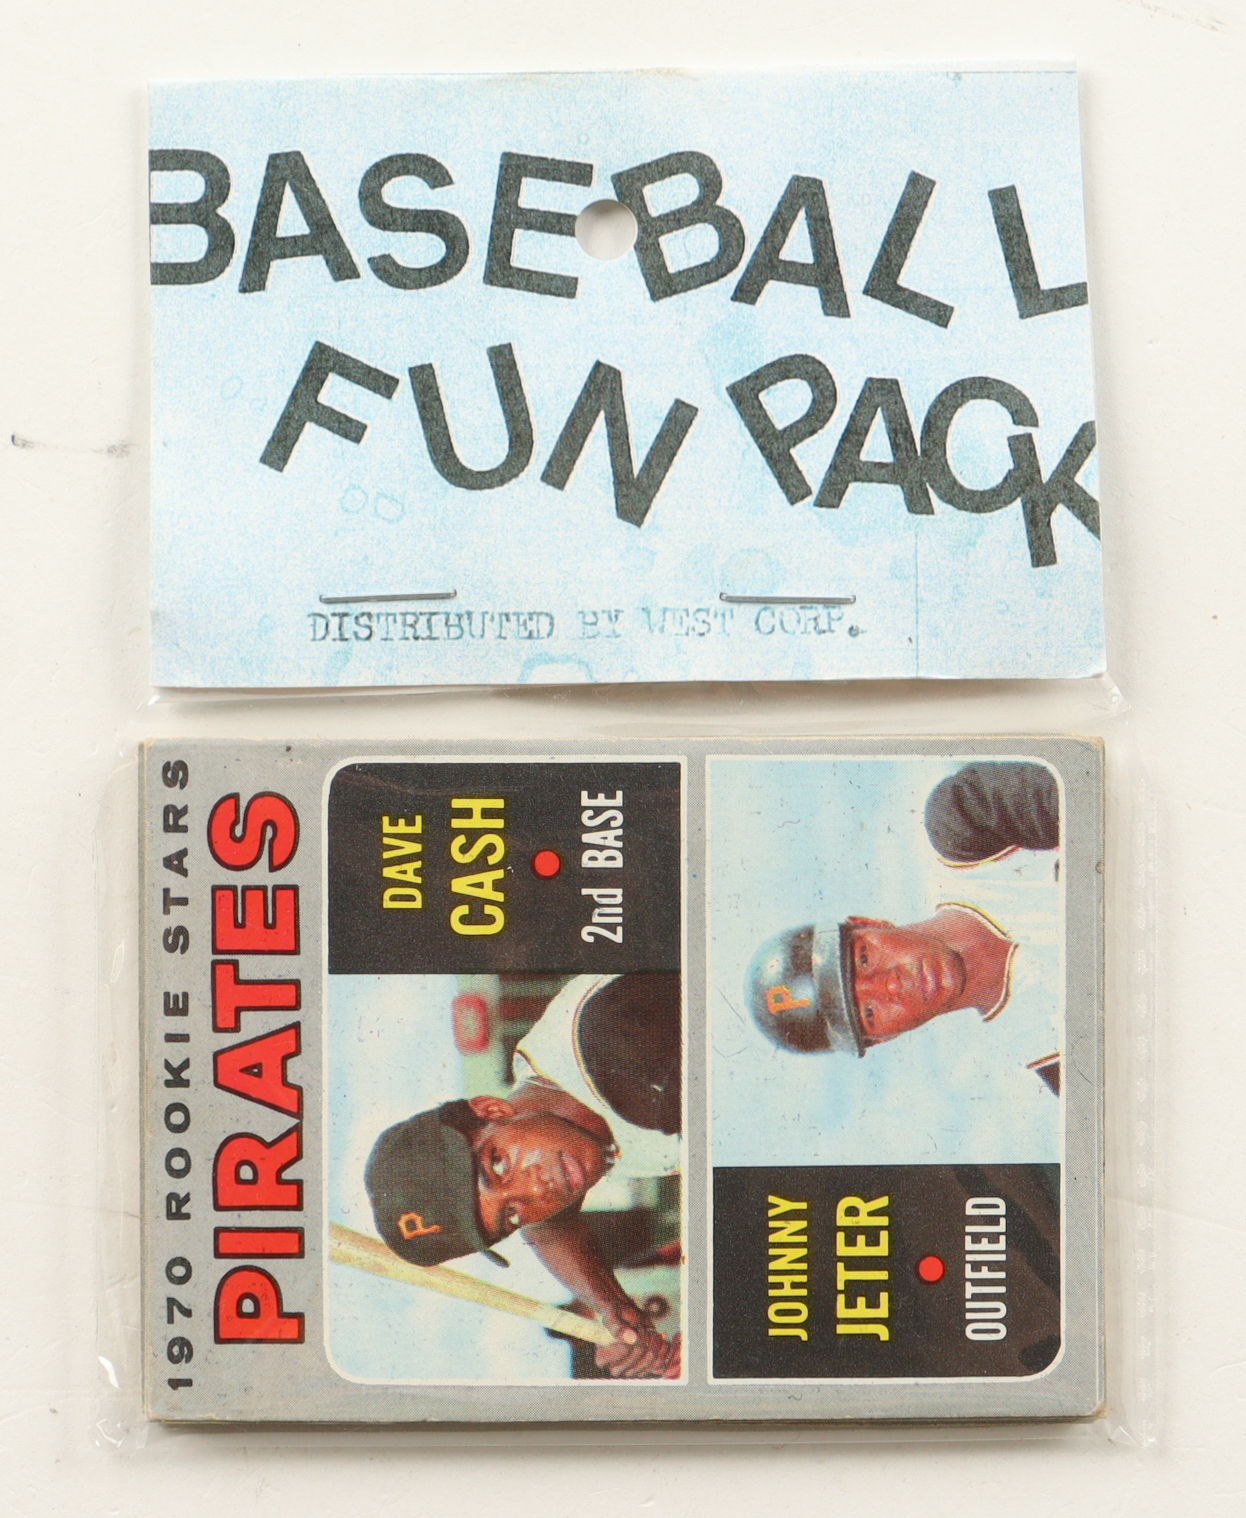 BASEBALL
FUN PACK
DISTRIBUTED BY WEST CORP.
1970 ROOKIE STARS
PIRATES
DAVE
CASH
2nd BASE
P
P
JOHNNY
JETER
OUTFIELD